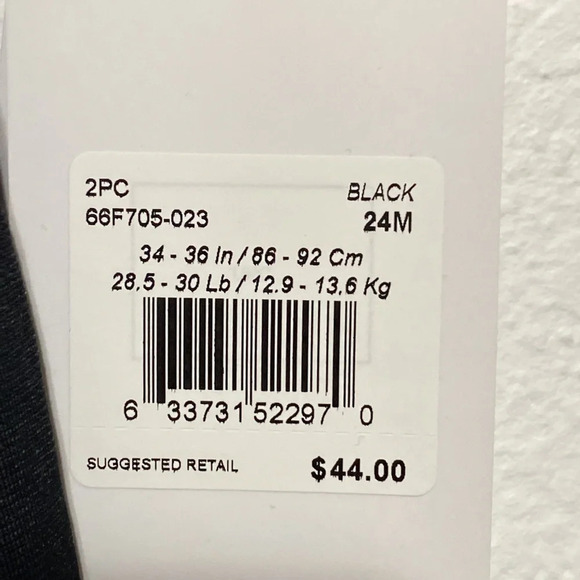 2PC BLACK
66F705-023 24M
34 - 36 In / 86 - 92 Cm
28.5 - 30 Lb / 12.9 - 13.6 Kg
6 33731 52297 0
SUGGESTED RETAIL $44.00